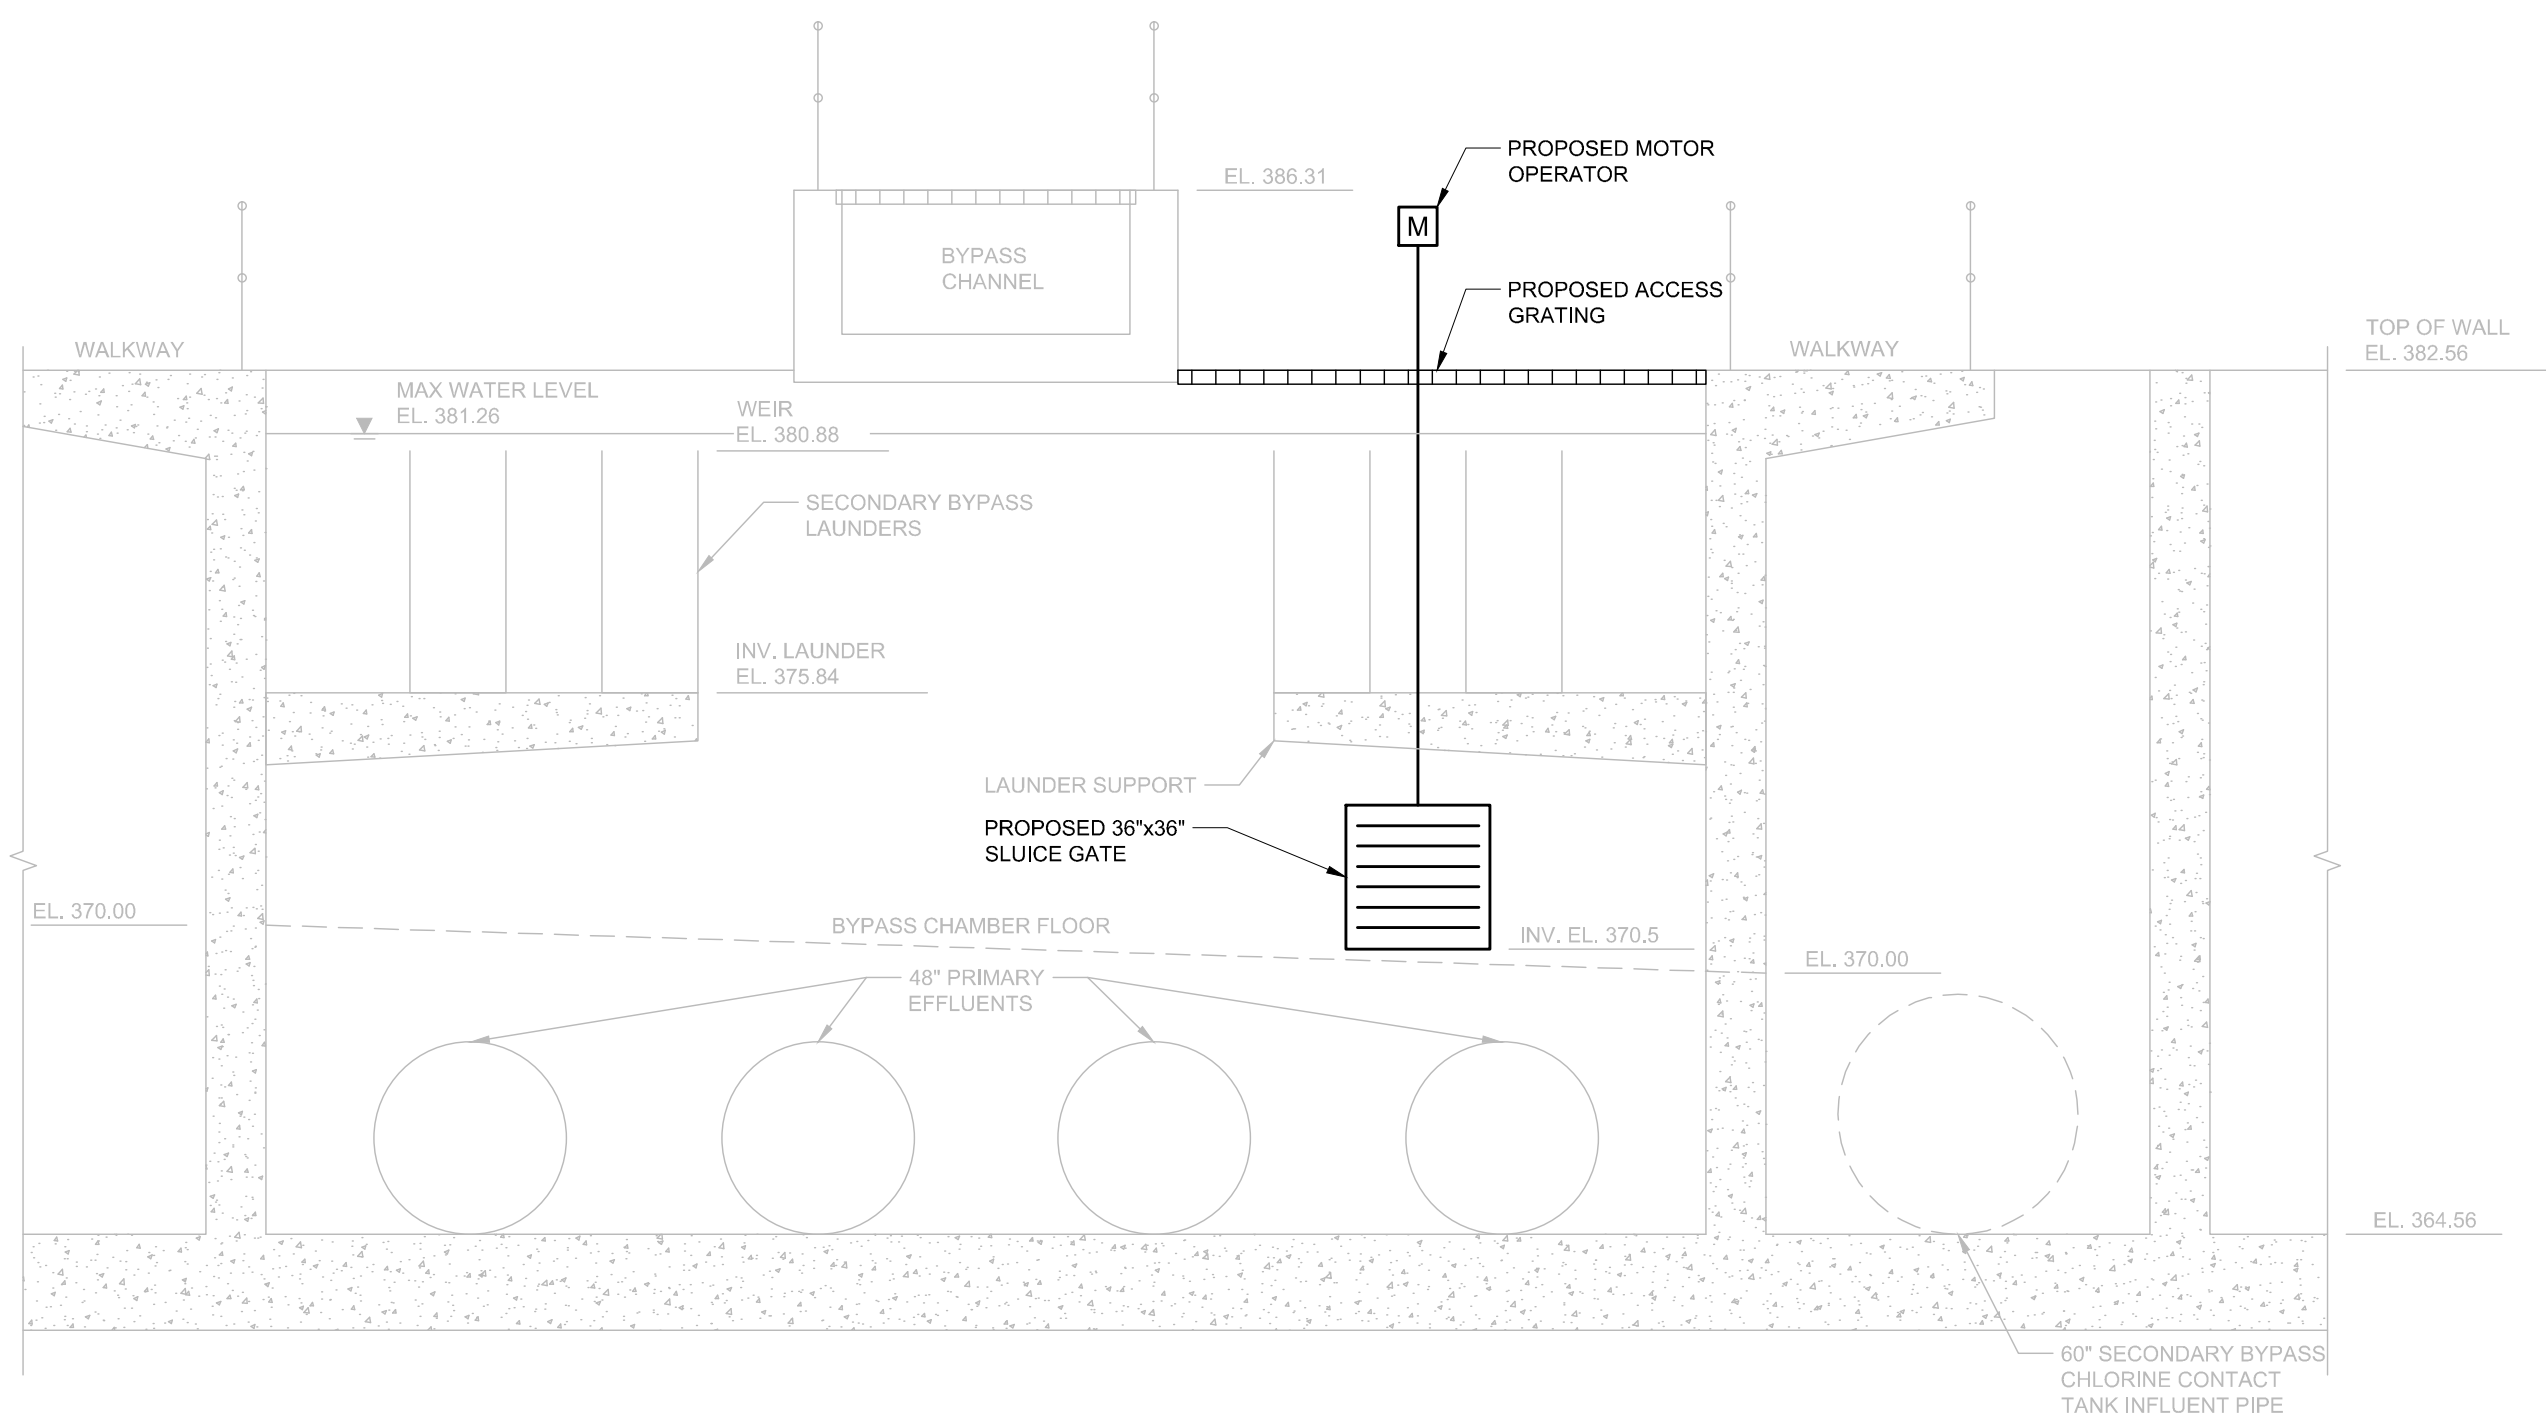 PROPOSED MOTOR
OPERATOR
EL. 386.31
M
BYPASS
CHANNEL
PROPOSED ACCESS
GRATING
TOP OF WALL
EL. 382.56
WALKWAY
WALKWAY
MAX WATER LEVEL
EL. 381.26
WEIR
EL. 380.88
SECONDARY BYPASS
LAUNDERS
INV. LAUNDER
EL. 375.84
LAUNDER SUPPORT
PROPOSED 36"x36"
SLUICE GATE
EL. 370.00
BYPASS CHAMBER FLOOR
INV. EL. 370.5
EL. 370.00
48" PRIMARY
EFFLUENTS
EL. 364.56
60" SECONDARY BYPASS
CHLORINE CONTACT
TANK INFLUENT PIPE